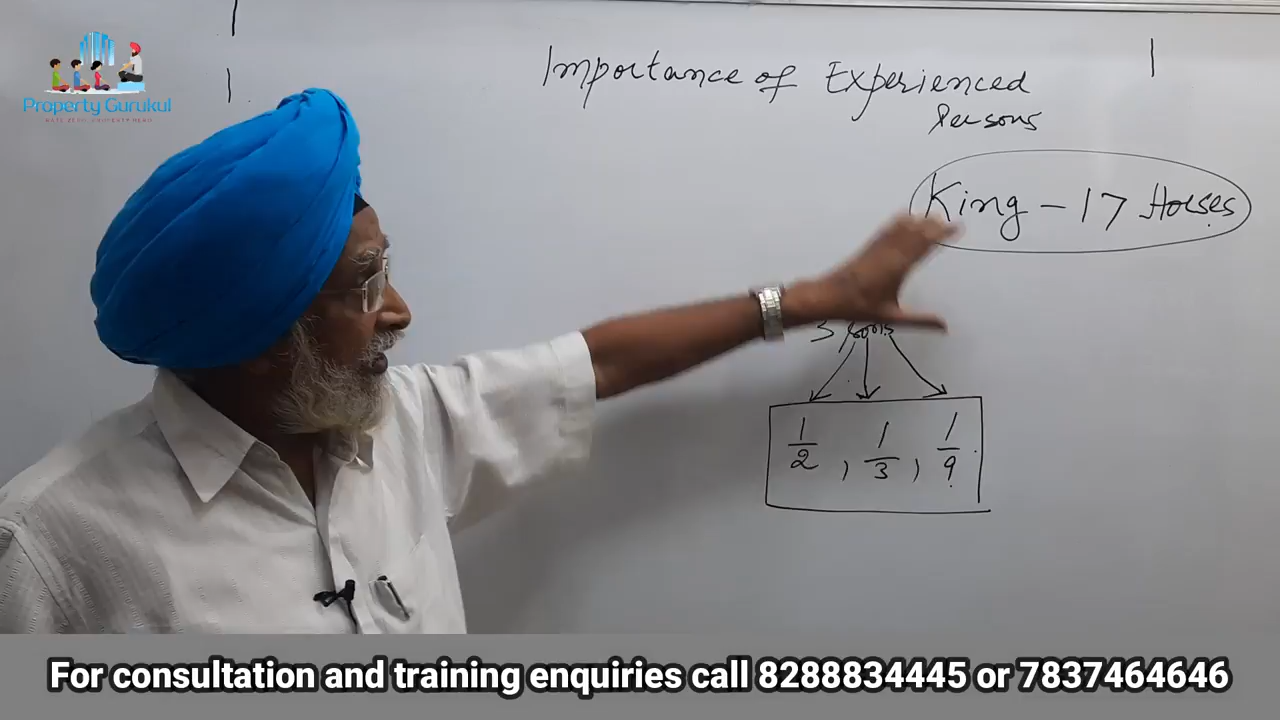 Property Gurukul
Importance of Experienced
Persons
King - 17 Horses
3 sons
1/2 , 1/3 , 1/9
For consultation and training enquiries call 8288834445 or 7837464646